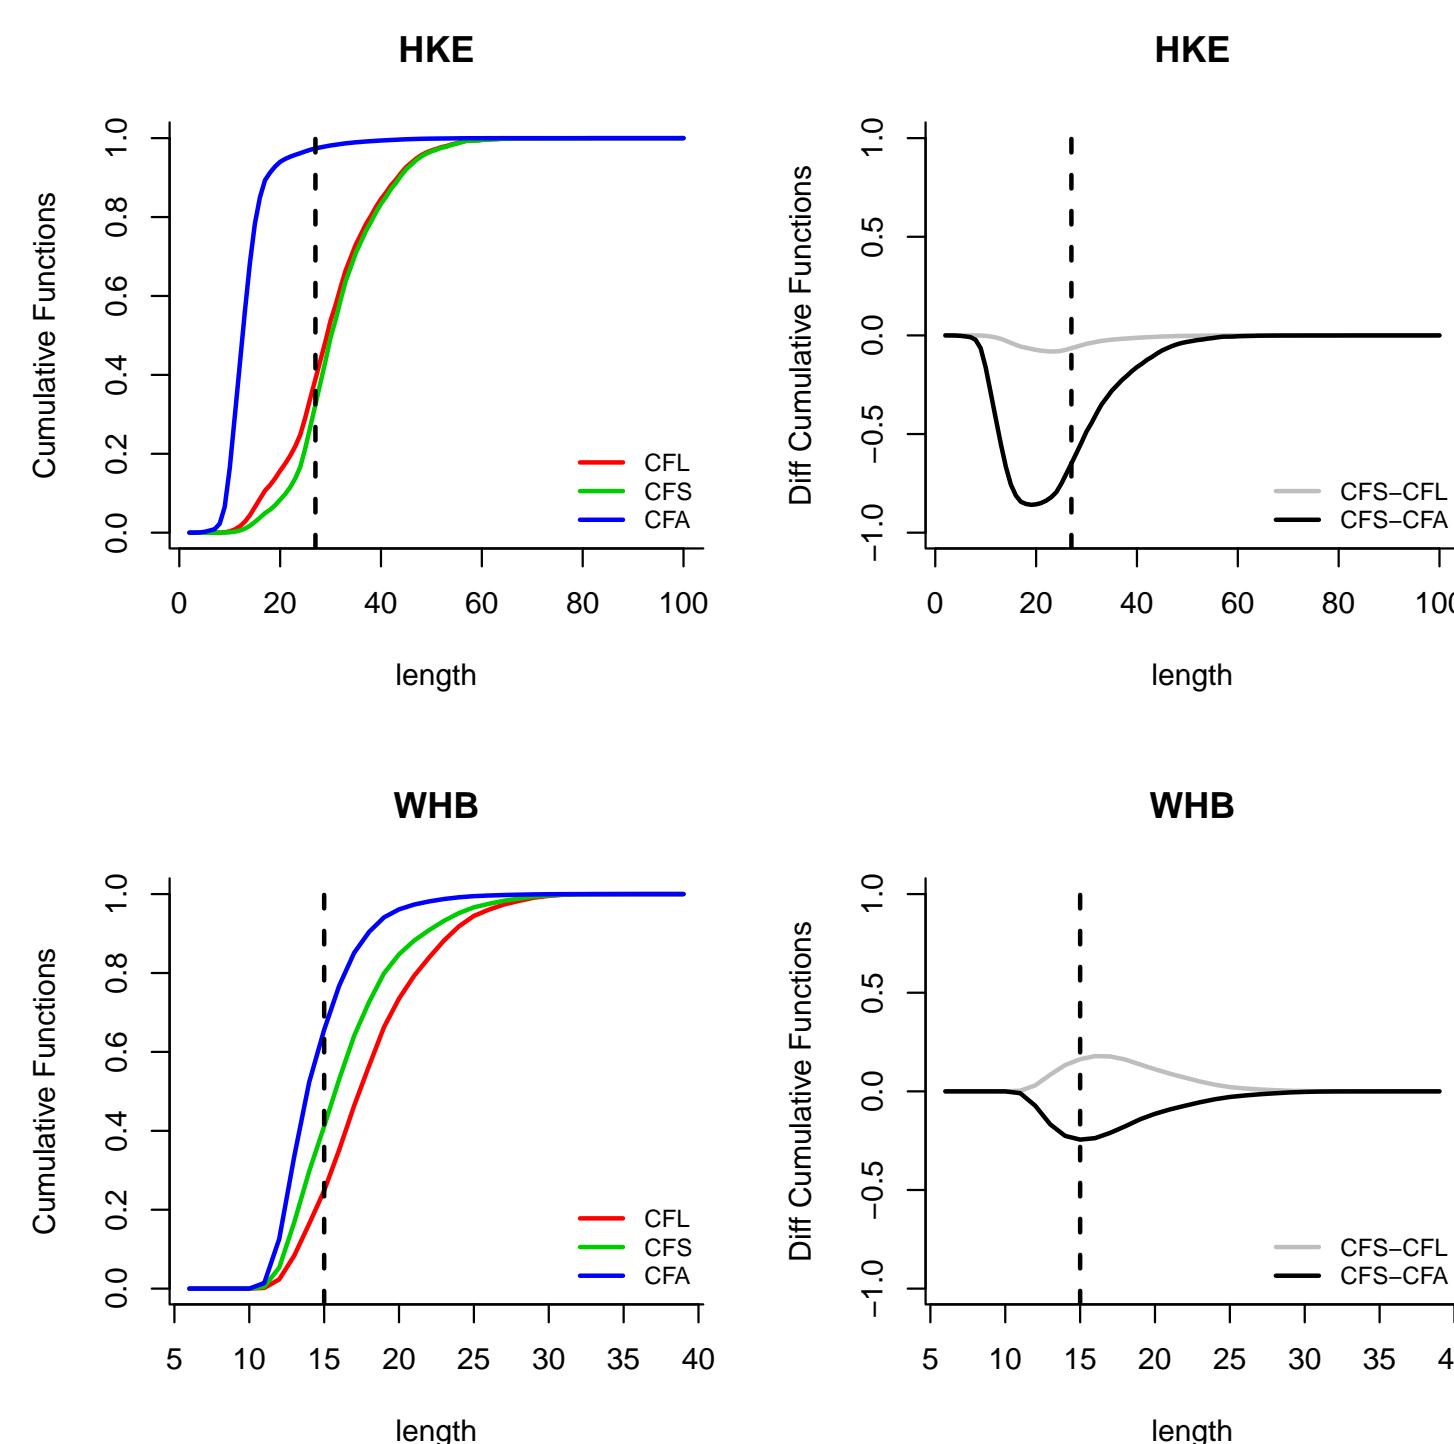 HKE
Cumulative Functions
0.0 0.2 0.4 0.6 0.8 1.0
CFL
CFS
CFA
0 20 40 60 80 100
length
HKE
Diff Cumulative Functions
−1.0 −0.5 0.0 0.5 1.0
CFS−CFL
CFS−CFA
0 20 40 60 80 100
length
WHB
Cumulative Functions
0.0 0.2 0.4 0.6 0.8 1.0
CFL
CFS
CFA
5 10 15 20 25 30 35 40
length
WHB
Diff Cumulative Functions
−1.0 −0.5 0.0 0.5 1.0
CFS−CFL
CFS−CFA
5 10 15 20 25 30 35
length